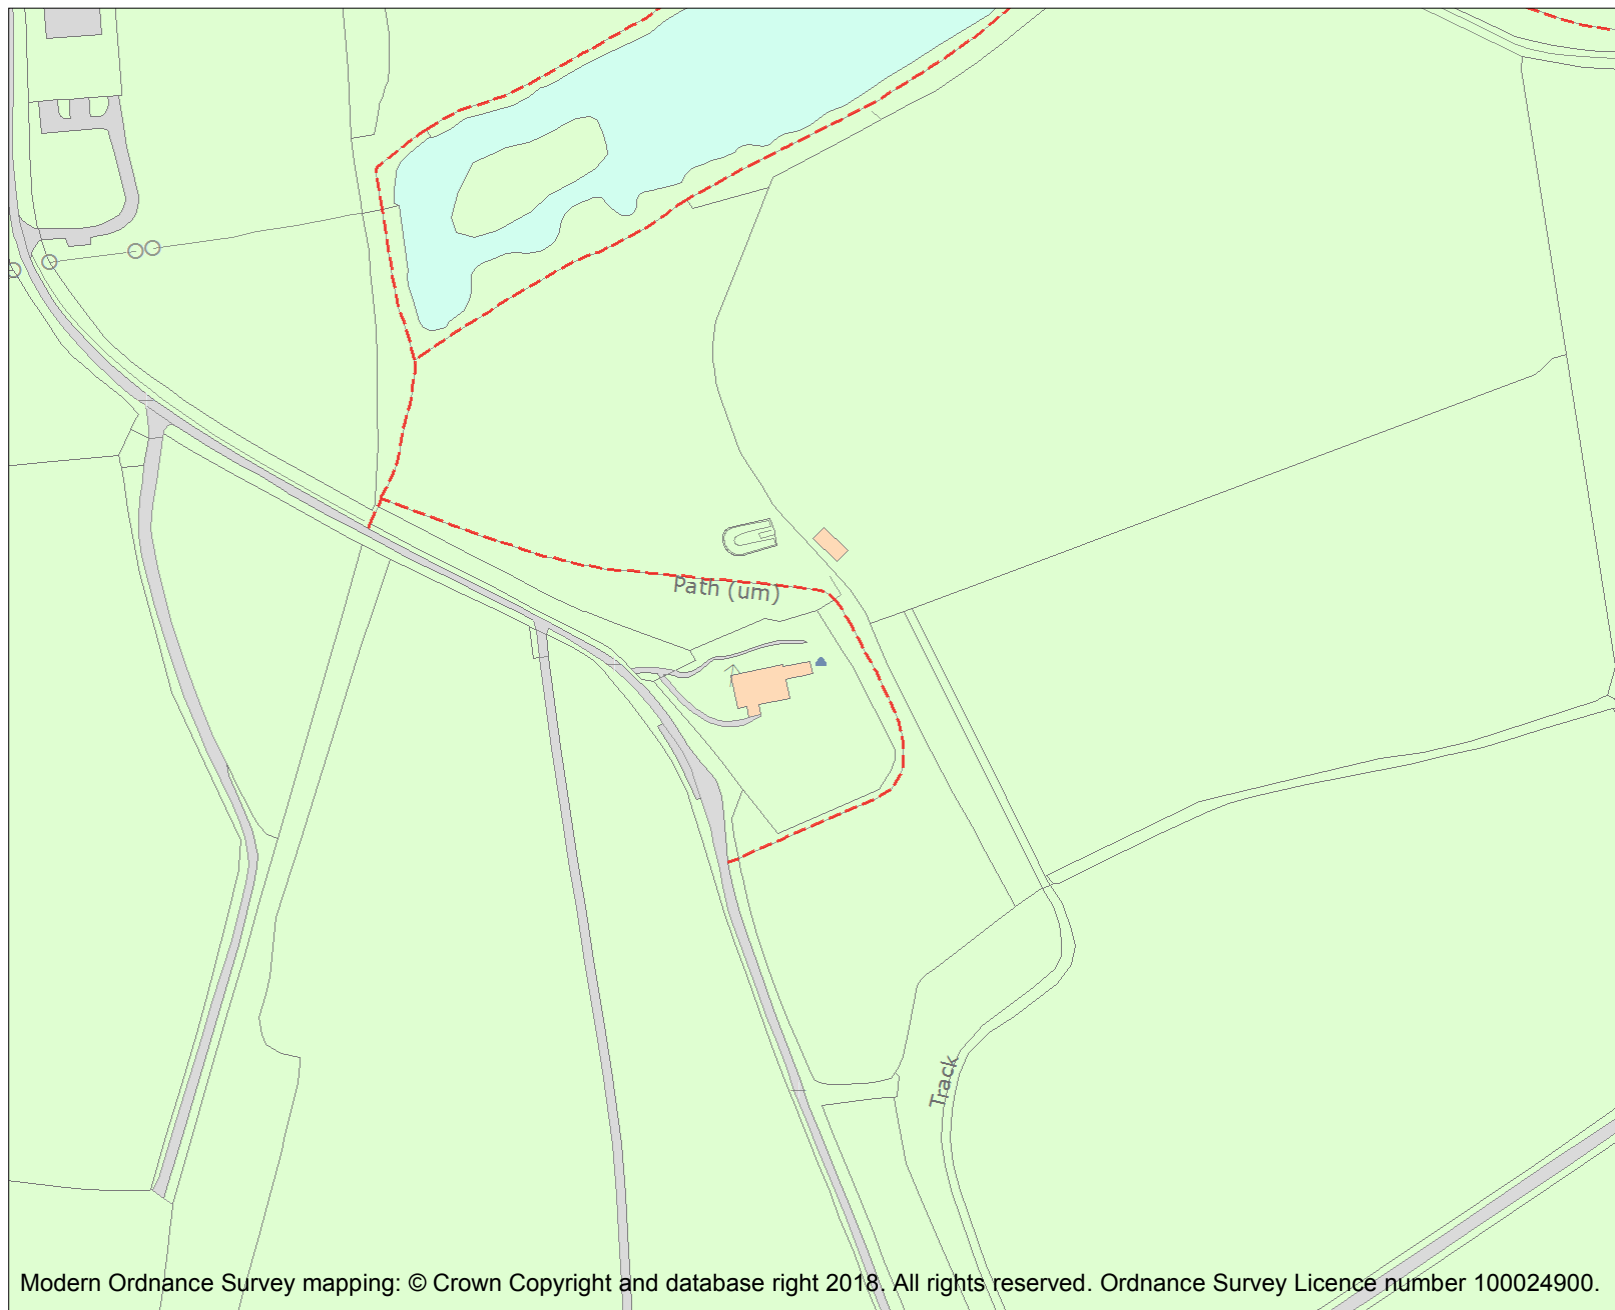 Path (um)
Track
Modern Ordnance Survey mapping: © Crown Copyright and database right 2018. All rights reserved. Ordnance Survey Licence number 100024900.